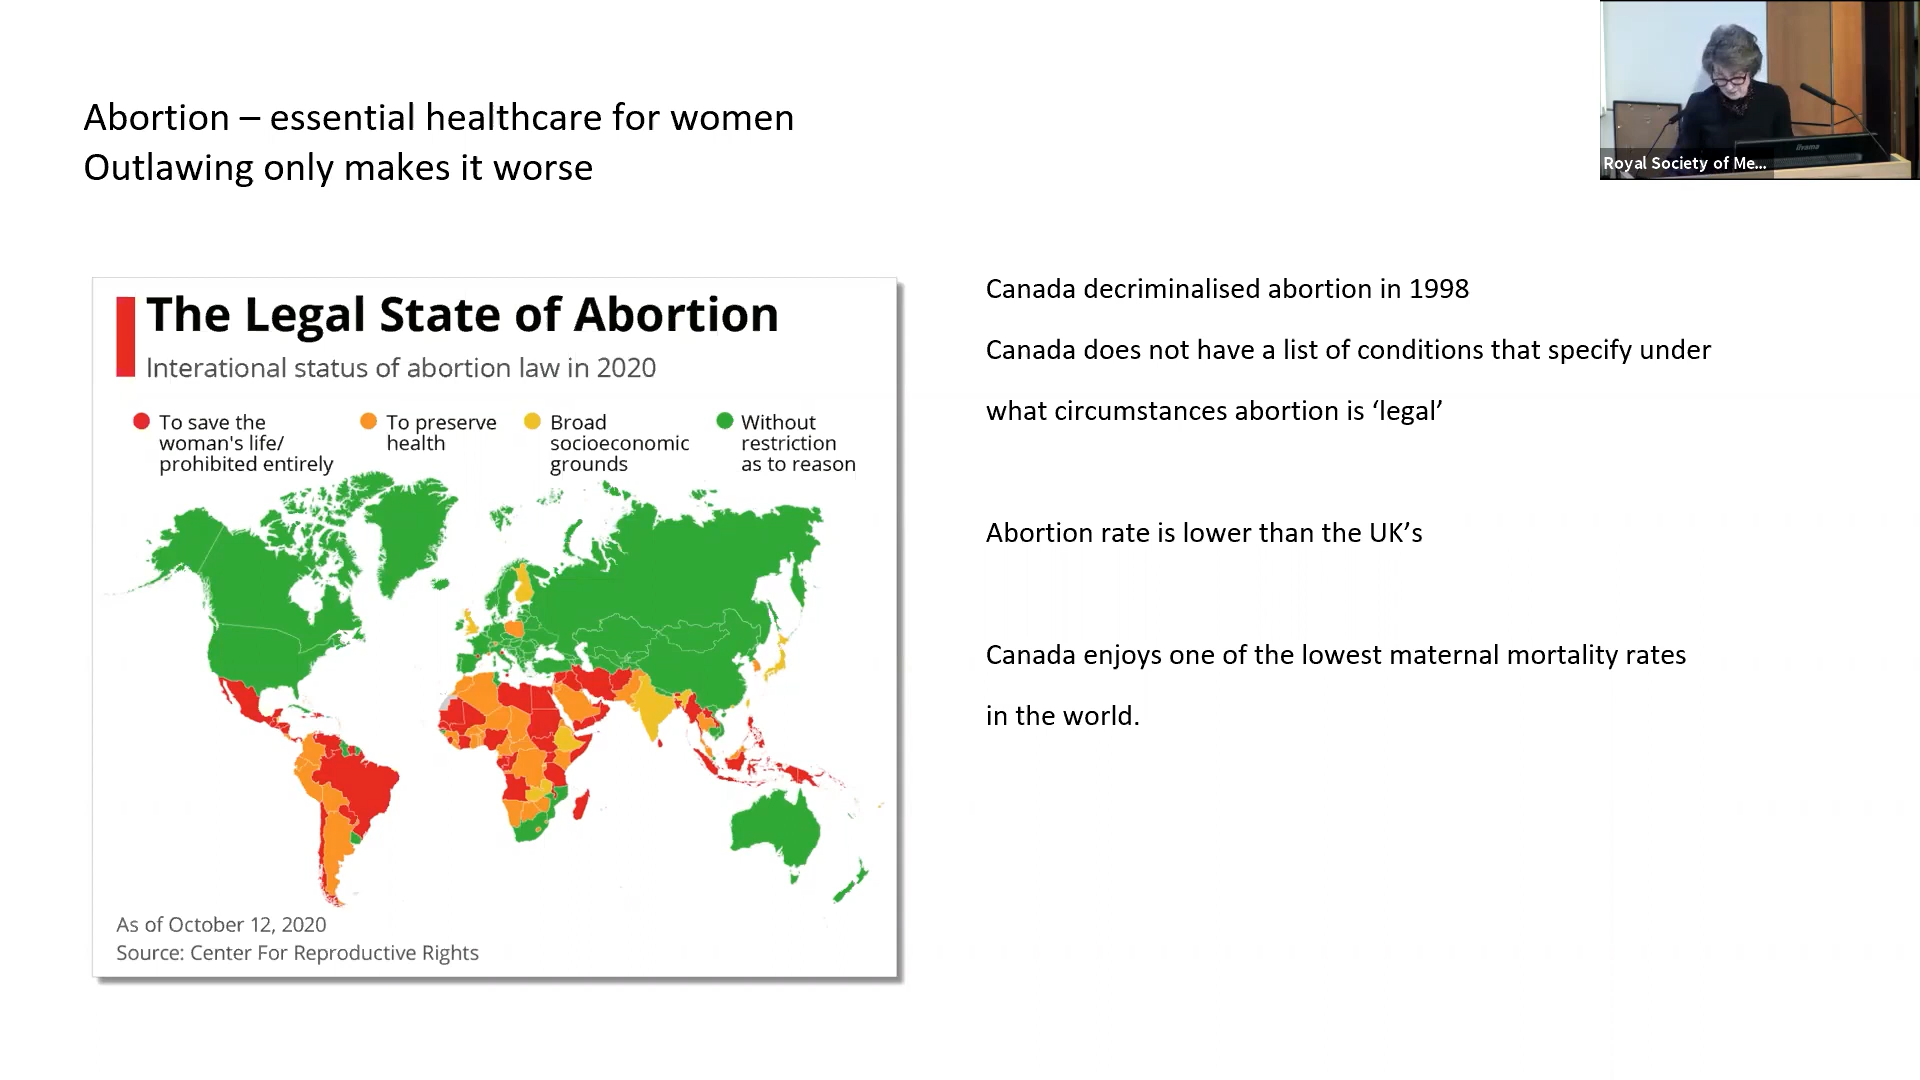 Abortion – essential healthcare for women
Outlawing only makes it worse
Royal Society of Me...
The Legal State of Abortion
Interational status of abortion law in 2020
To save the
woman's life/
prohibited entirely
To preserve
health
Broad
socioeconomic
grounds
Without
restriction
as to reason
As of October 12, 2020
Source: Center For Reproductive Rights
Canada decriminalised abortion in 1998
Canada does not have a list of conditions that specify under
what circumstances abortion is ‘legal’
Abortion rate is lower than the UK’s
Canada enjoys one of the lowest maternal mortality rates
in the world.
iiyama